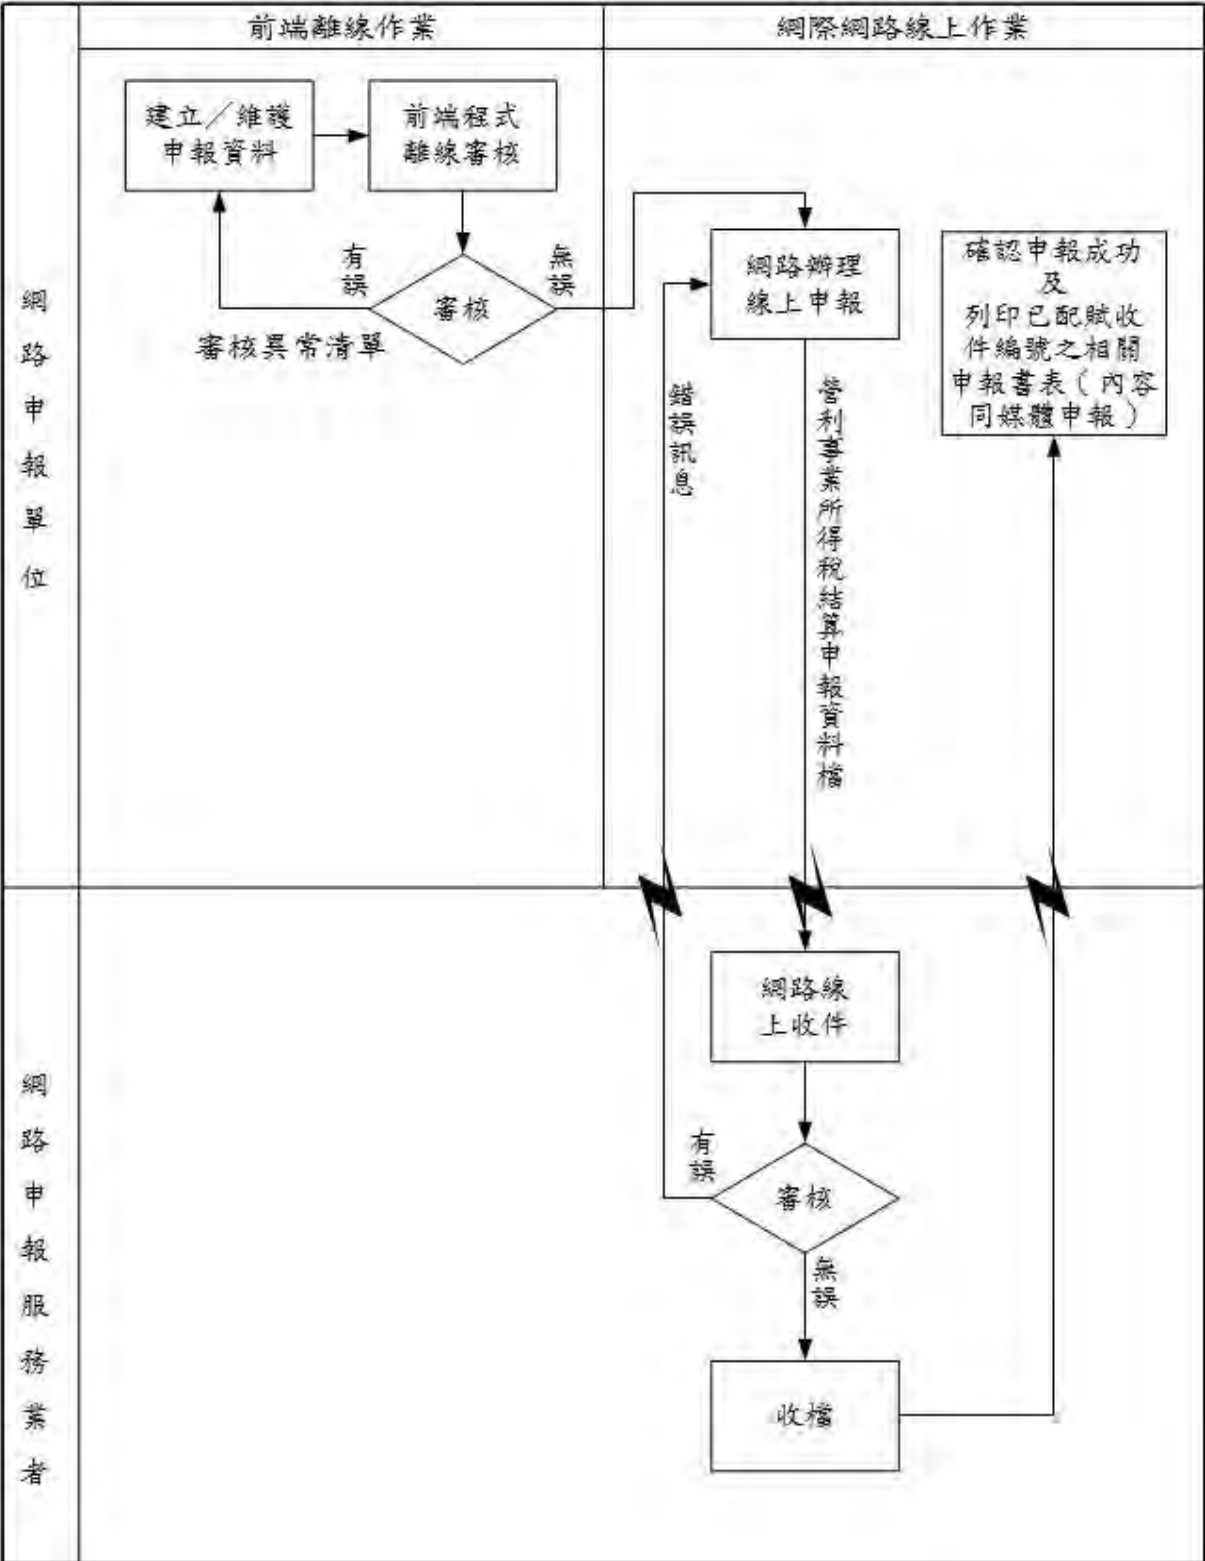 前端離線作業
網際網路線上作業
網路申報單位
建立／維護
申報資料
前端程式
離線審核
審核
有誤
無誤
審核異常清單
網路辦理
線上申報
確認申報成功
及
列印已配賦收
件編號之相關
申報書表（內容
同媒體申報）
錯誤訊息
營利事業所得稅結算申報資料檔
網路申報服務業者
網路線
上收件
審核
有誤
無誤
收檔